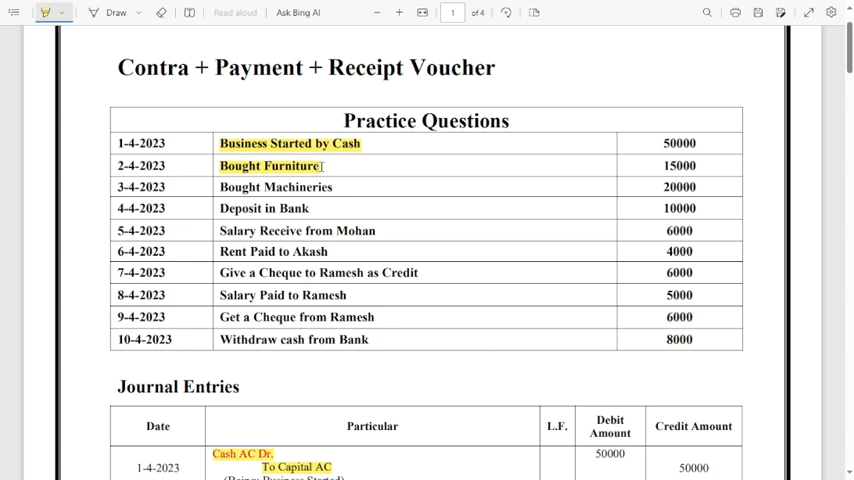 Draw Read aloud Ask Bing AI 1 of 4
Contra + Payment + Receipt Voucher
Practice Questions
1-4-2023 Business Started by Cash 50000
2-4-2023 Bought Furniture 15000
3-4-2023 Bought Machineries 20000
4-4-2023 Deposit in Bank 10000
5-4-2023 Salary Receive from Mohan 6000
6-4-2023 Rent Paid to Akash 4000
7-4-2023 Give a Cheque to Ramesh as Credit 6000
8-4-2023 Salary Paid to Ramesh 5000
9-4-2023 Get a Cheque from Ramesh 6000
10-4-2023 Withdraw cash from Bank 8000
Journal Entries
Date Particular L.F. Debit Amount Credit Amount
Cash AC Dr. 50000
1-4-2023 To Capital AC 50000
(Being: Business Started)